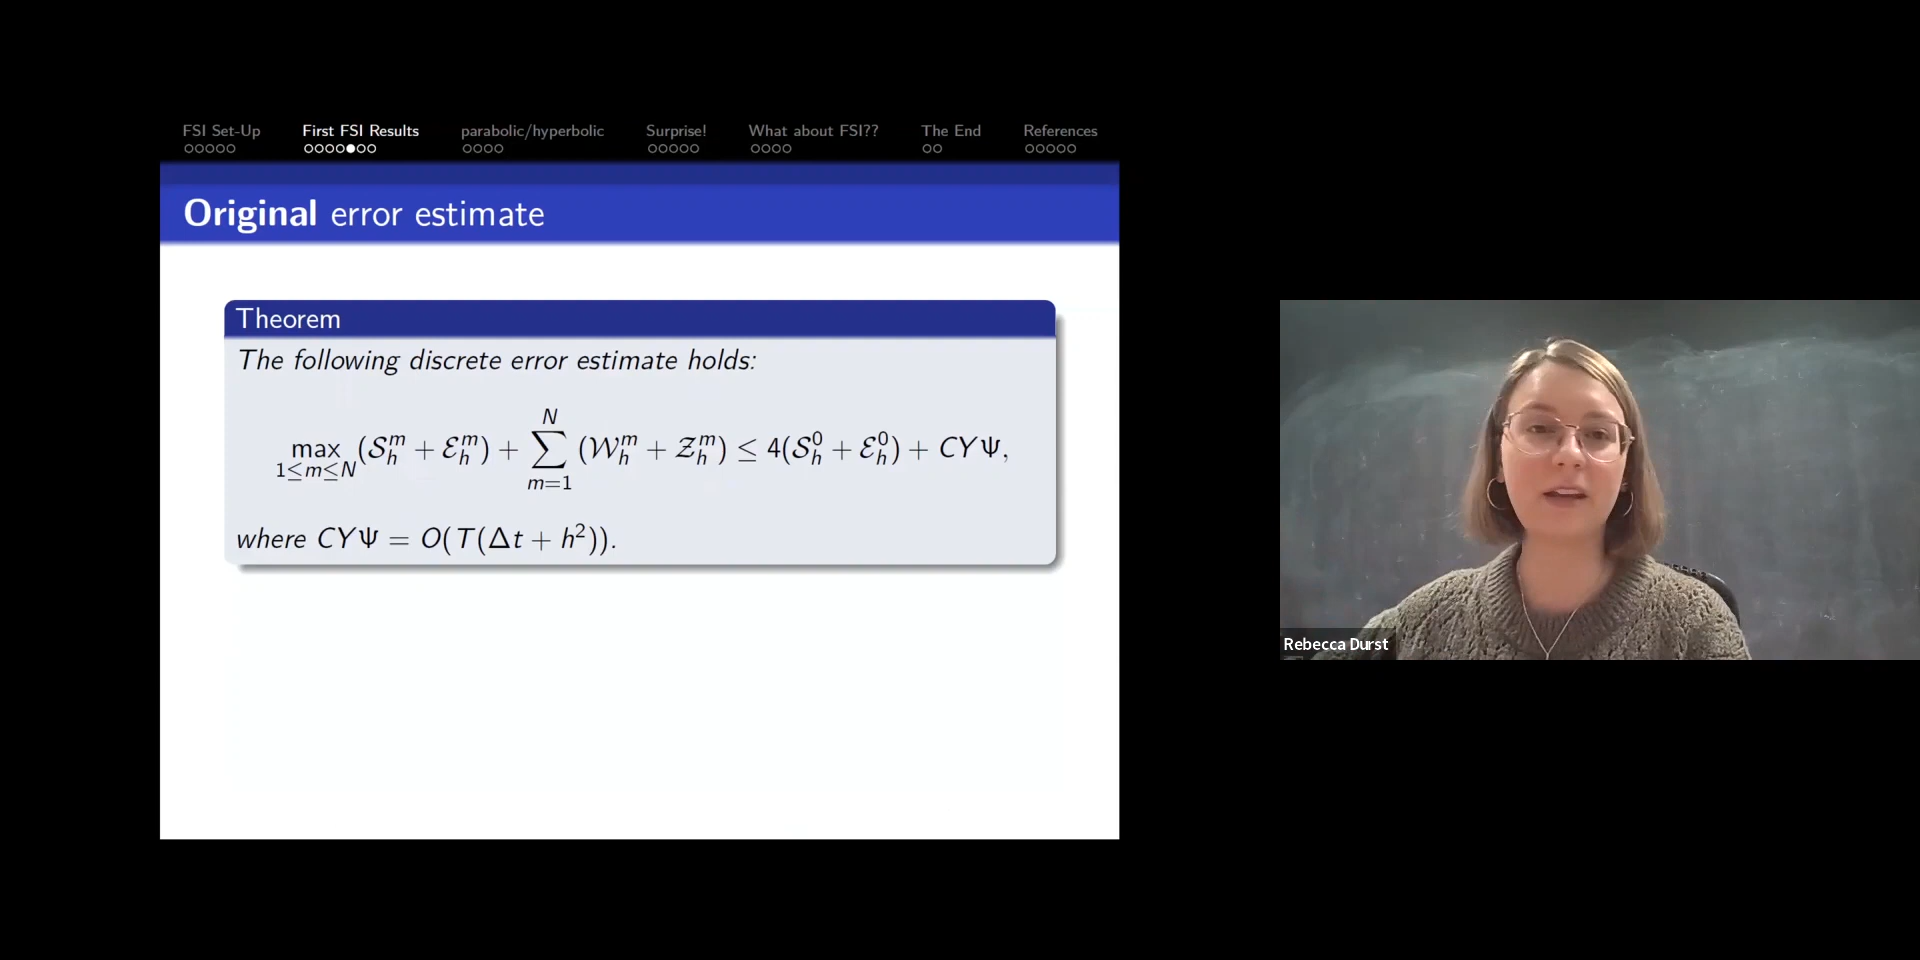 FSI Set-Up First FSI Results parabolic/hyperbolic Surprise! What about FSI?? The End References
Original error estimate
Theorem
The following discrete error estimate holds:
max_{1≤m≤N} (𝒮_h^m + ℰ_h^m) + ∑_{m=1}^{N} (𝒲_h^m + 𝒵_h^m) ≤ 4(𝒮_h^0 + ℰ_h^0) + CYΨ,
where CYΨ = O(T(Δt + h²)).
Rebecca Durst